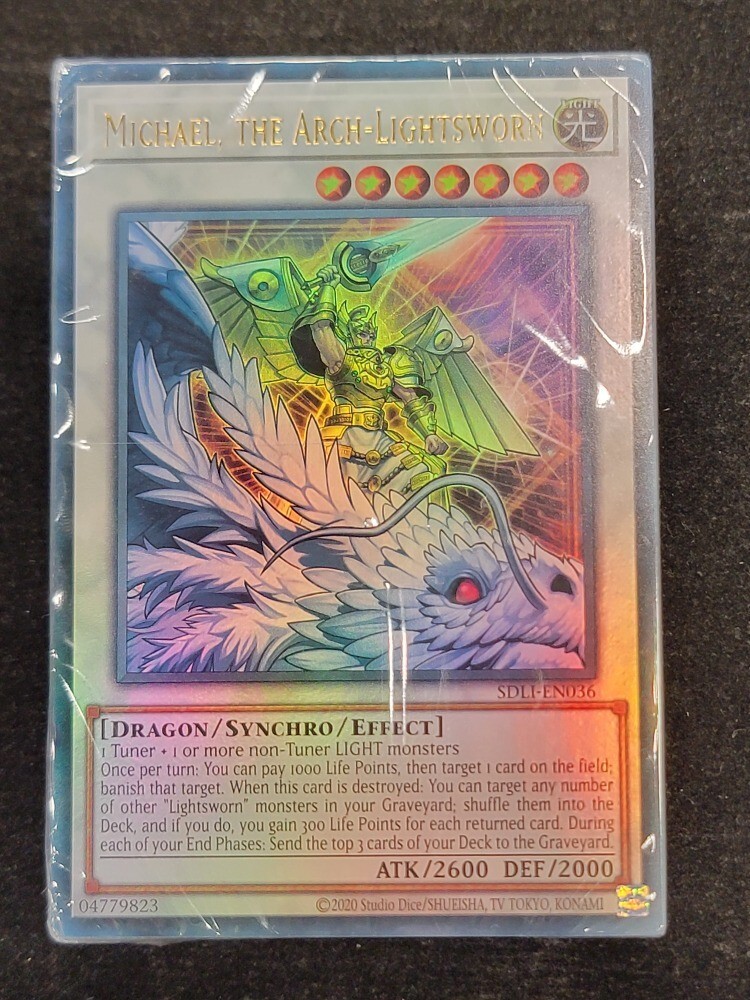 MICHAEL, THE ARCH-LIGHTSWORN
LIGHT
光
SDLI-EN036
[DRAGON/SYNCHRO/EFFECT]
1 Tuner + 1 or more non-Tuner LIGHT monsters
Once per turn: You can pay 1000 Life Points, then target 1 card on the field;
banish that target. When this card is destroyed: You can target any number
of other "Lightsworn" monsters in your Graveyard; shuffle them into the
Deck, and if you do, you gain 300 Life Points for each returned card. During
each of your End Phases: Send the top 3 cards of your Deck to the Graveyard.
ATK/2600 DEF/2000
04779823
©2020 Studio Dice/SHUEISHA, TV TOKYO, KONAMI